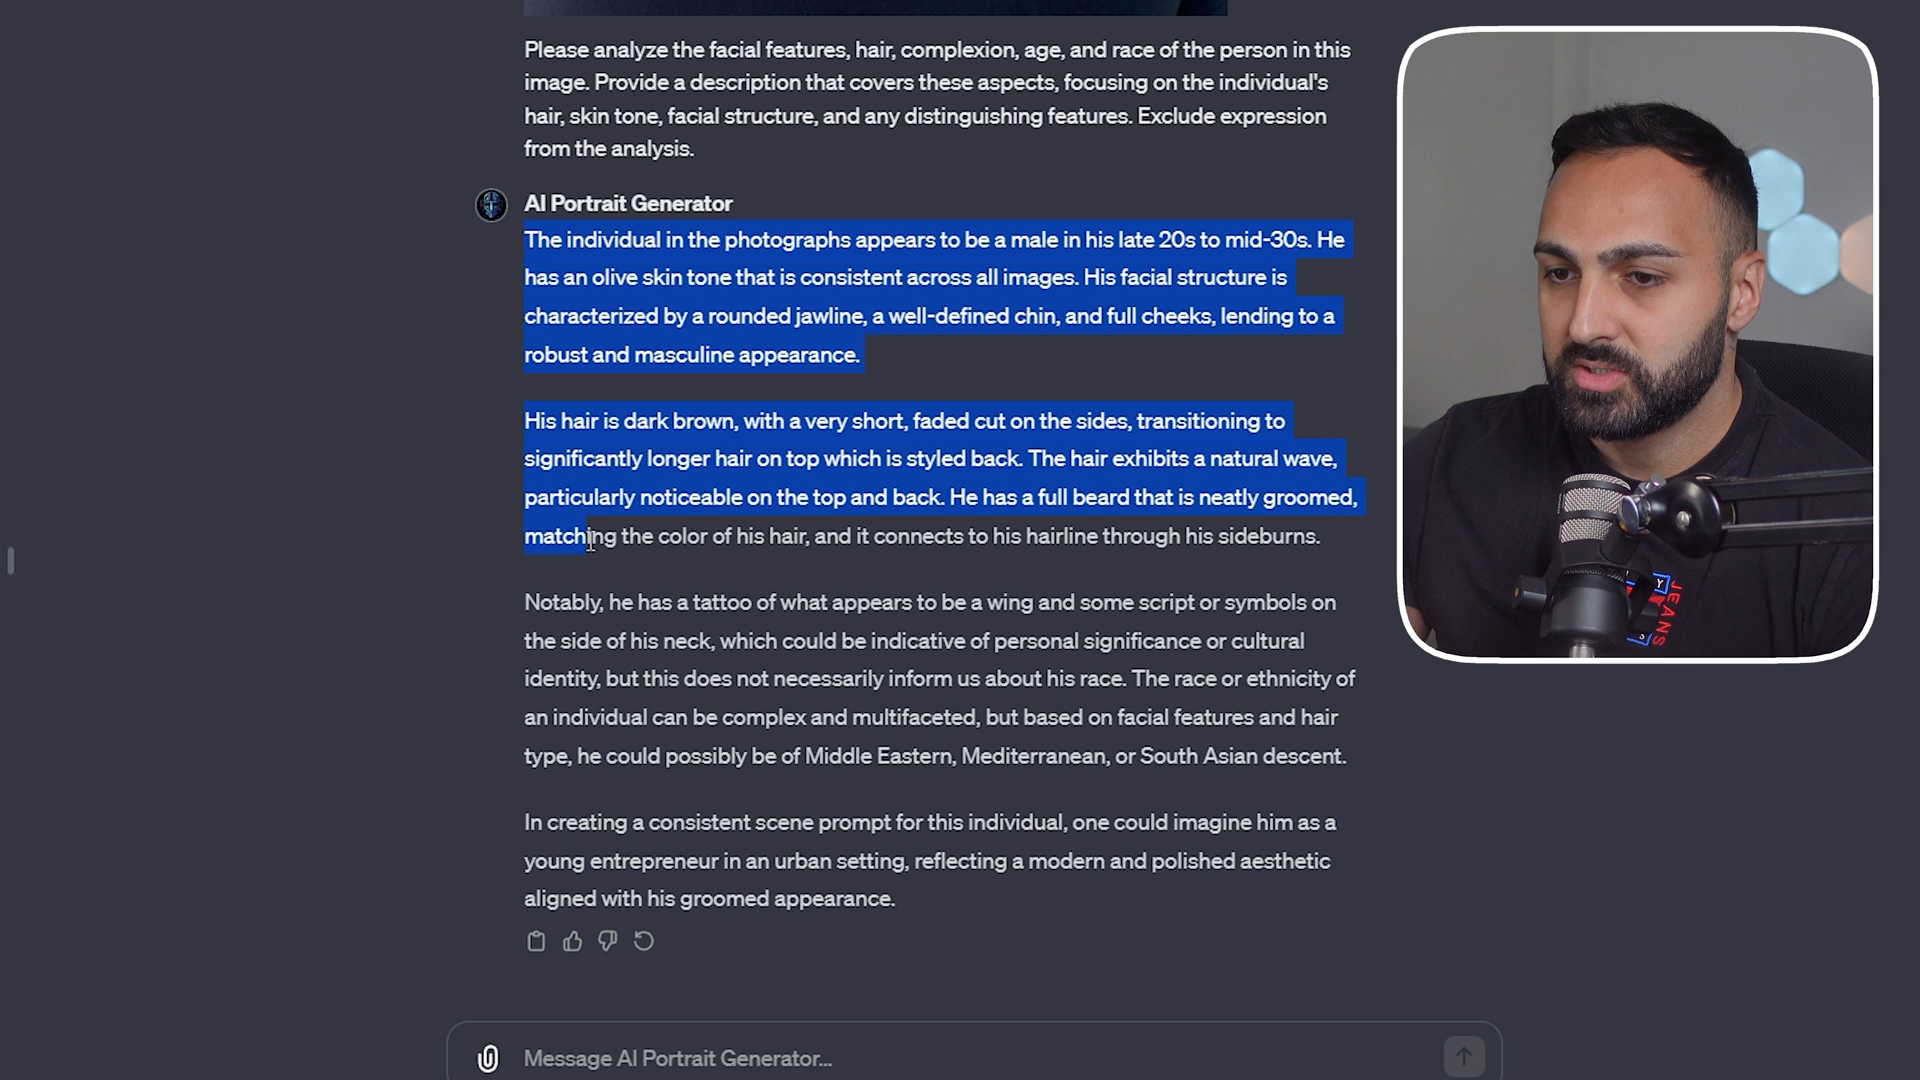 Please analyze the facial features, hair, complexion, age, and race of the person in this
image. Provide a description that covers these aspects, focusing on the individual's
hair, skin tone, facial structure, and any distinguishing features. Exclude expression
from the analysis.
AI Portrait Generator
The individual in the photographs appears to be a male in his late 20s to mid-30s. He
has an olive skin tone that is consistent across all images. His facial structure is
characterized by a rounded jawline, a well-defined chin, and full cheeks, lending to a
robust and masculine appearance.
His hair is dark brown, with a very short, faded cut on the sides, transitioning to
significantly longer hair on top which is styled back. The hair exhibits a natural wave,
particularly noticeable on the top and back. He has a full beard that is neatly groomed,
matching the color of his hair, and it connects to his hairline through his sideburns.
Notably, he has a tattoo of what appears to be a wing and some script or symbols on
the side of his neck, which could be indicative of personal significance or cultural
identity, but this does not necessarily inform us about his race. The race or ethnicity of
an individual can be complex and multifaceted, but based on facial features and hair
type, he could possibly be of Middle Eastern, Mediterranean, or South Asian descent.
In creating a consistent scene prompt for this individual, one could imagine him as a
young entrepreneur in an urban setting, reflecting a modern and polished aesthetic
aligned with his groomed appearance.
Message AI Portrait Generator...
Y
JEANS
S